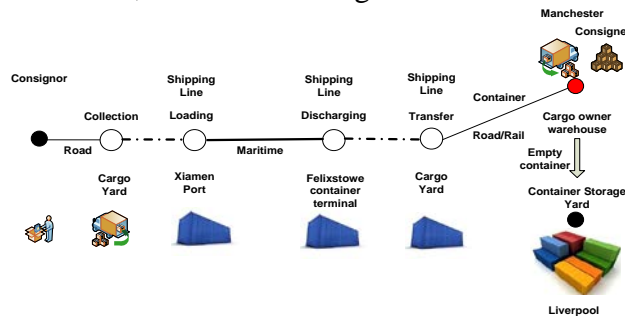 Manchester
Consigne
Consignor
Shipping
Line
Shipping
Line
Shipping
Line
Collection
Loading
Discharging
Transfer
Container
Road/Rail
Road
Maritime
Cargo owner
warehouse
Empty
container
Cargo
Yard
Xiamen
Port
Felixstowe
container
terminal
Cargo
Yard
Container Storage
Yard
Liverpool